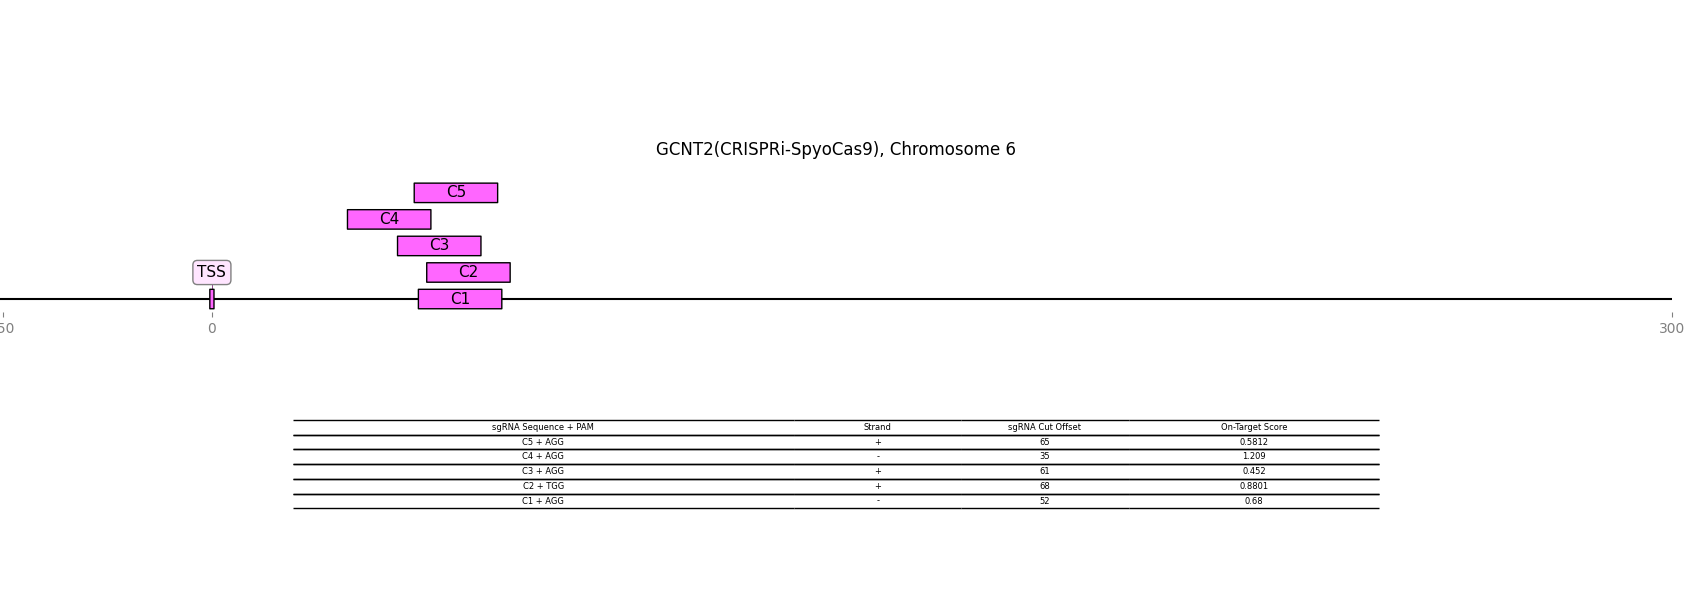 GCNT2(CRISPRi-SpyoCas9), Chromosome 6
C5
C4
C3
TSS
C2
C1
50 0 300
sgRNA Sequence + PAM Strand sgRNA Cut Offset On-Target Score
C5 + AGG + 65 0.5812
C4 + AGG - 35 1.209
C3 + AGG + 61 0.452
C2 + TGG + 68 0.8801
C1 + AGG - 52 0.68